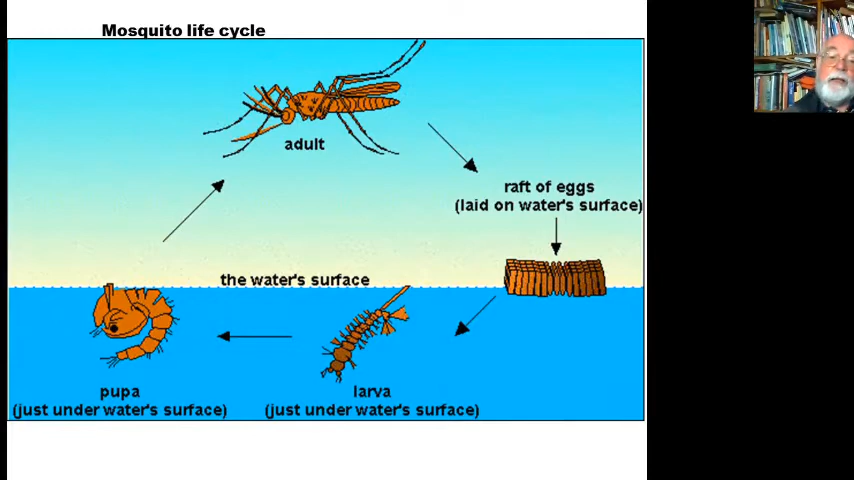 Mosquito life cycle
adult
raft of eggs
(laid on water's surface)
the water's surface
pupa
(just under water's surface)
larva
(just under water's surface)